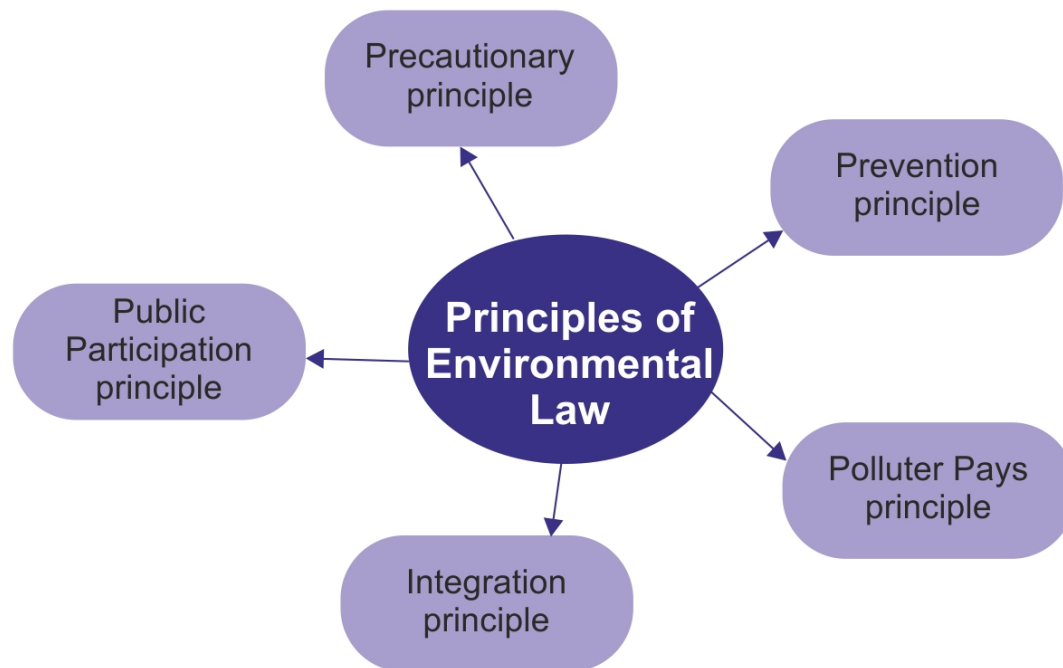 Precautionary
principle
Prevention
principle
Principles of
Environmental
Law
Public
Participation
principle
Polluter Pays
principle
Integration
principle